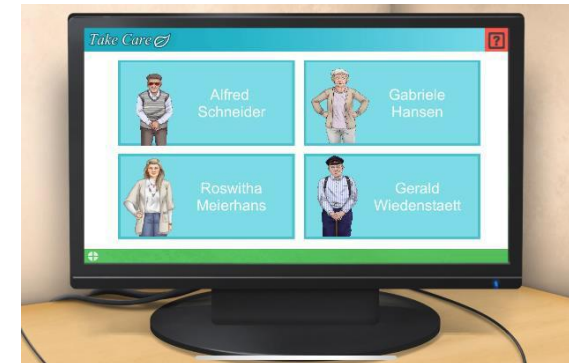 Take Care
?
Alfred
Schneider
Gabriele
Hansen
Roswitha
Meierhans
Gerald
Wiedenstaett